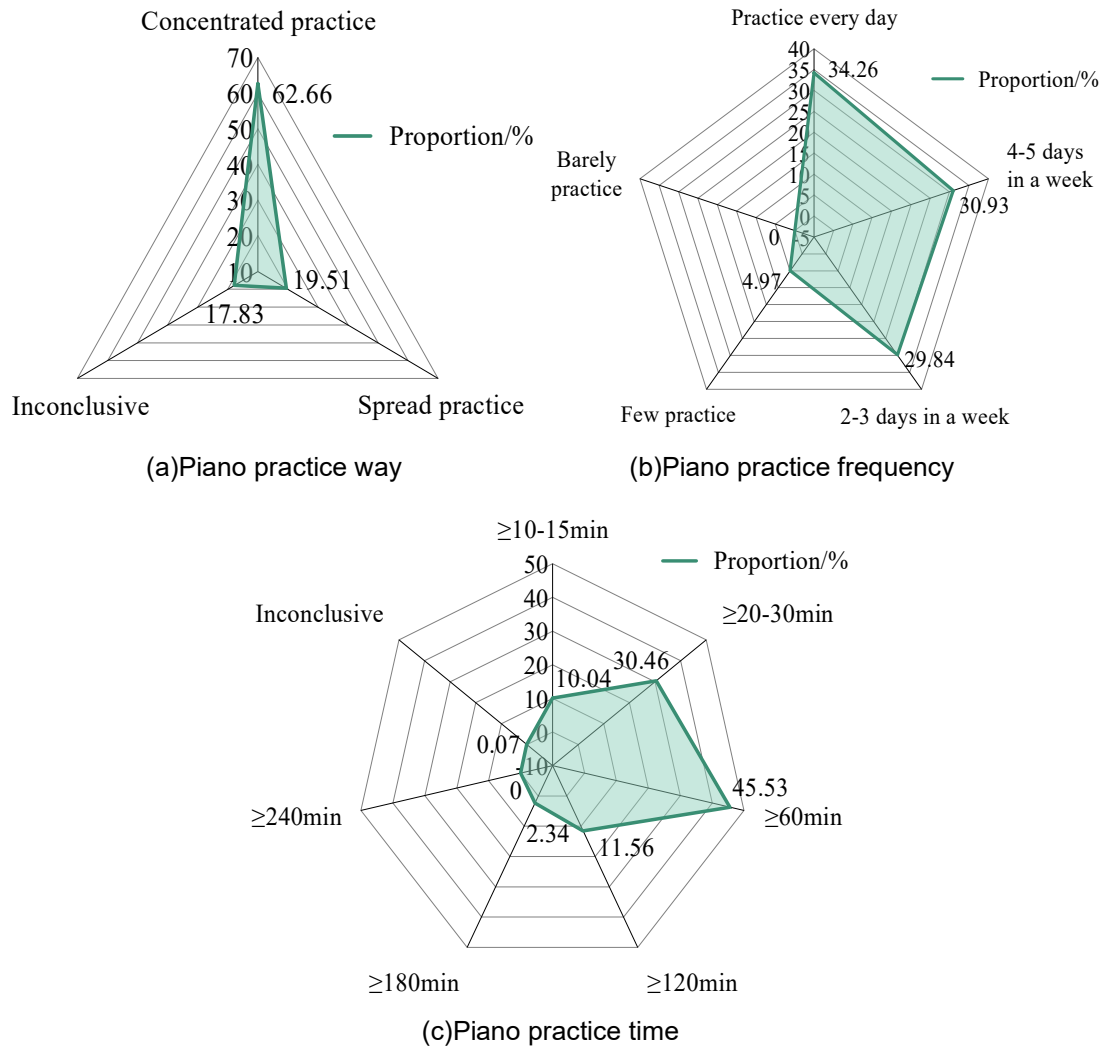 Concentrated practice
70
60
50
40
30
20
10
62.66
Proportion/%
19.51
17.83
Inconclusive
Spread practice
(a)Piano practice way
Practice every day
40
35
30
25
20
15
10
5
0
-5
34.26
Proportion/%
Barely
practice
4-5 days
in a week
30.93
0
4.97
29.84
Few practice
2-3 days in a week
(b)Piano practice frequency
≥10-15min
50
40
30
20
10
0
-10
Proportion/%
Inconclusive
≥20-30min
30.46
10.04
0.07
45.53
≥60min
0
≥240min
2.34
11.56
≥180min
≥120min
(c)Piano practice time